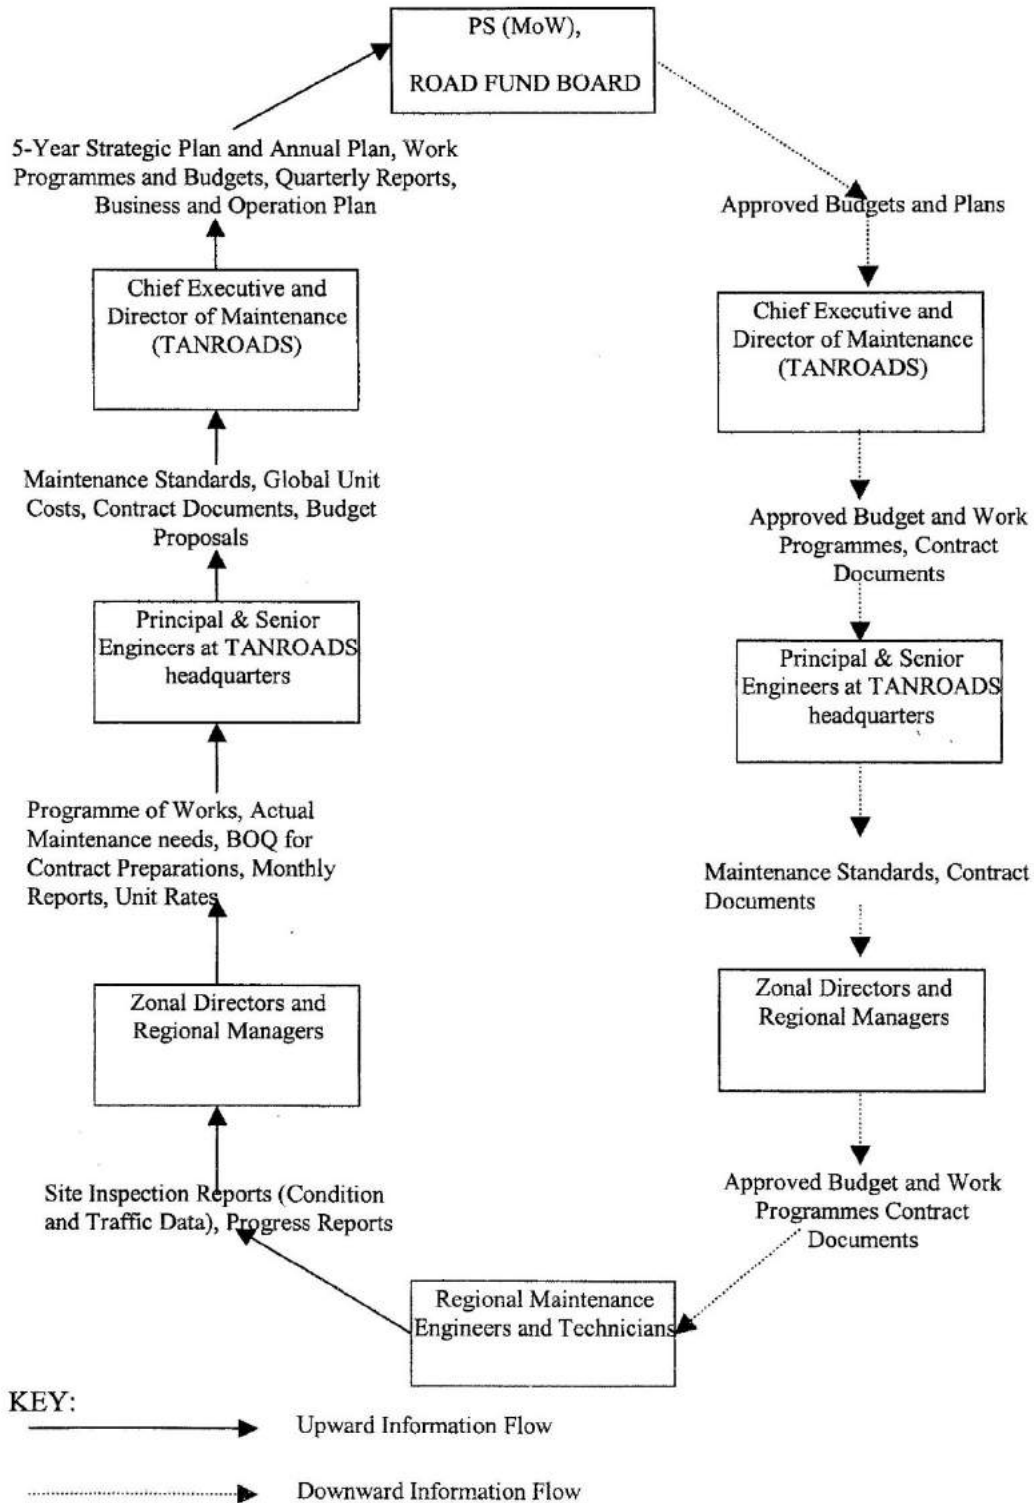 PS (MoW),
ROAD FUND BOARD
5-Year Strategic Plan and Annual Plan, Work
Programmes and Budgets, Quarterly Reports,
Business and Operation Plan
Approved Budgets and Plans
Chief Executive and
Director of Maintenance
(TANROADS)
Chief Executive and
Director of Maintenance
(TANROADS)
Maintenance Standards, Global Unit
Costs, Contract Documents, Budget
Proposals
Approved Budget and Work
Programmes, Contract
Documents
Principal & Senior
Engineers at TANROADS
headquarters
Principal & Senior
Engineers at TANROADS
headquarters
Programme of Works, Actual
Maintenance needs, BOQ for
Contract Preparations, Monthly
Reports, Unit Rates
Maintenance Standards, Contract
Documents
Zonal Directors and
Regional Managers
Zonal Directors and
Regional Managers
Site Inspection Reports (Condition
and Traffic Data), Progress Reports
Approved Budget and Work
Programmes Contract
Documents
Regional Maintenance
Engineers and Technicians
KEY:
Upward Information Flow
Downward Information Flow